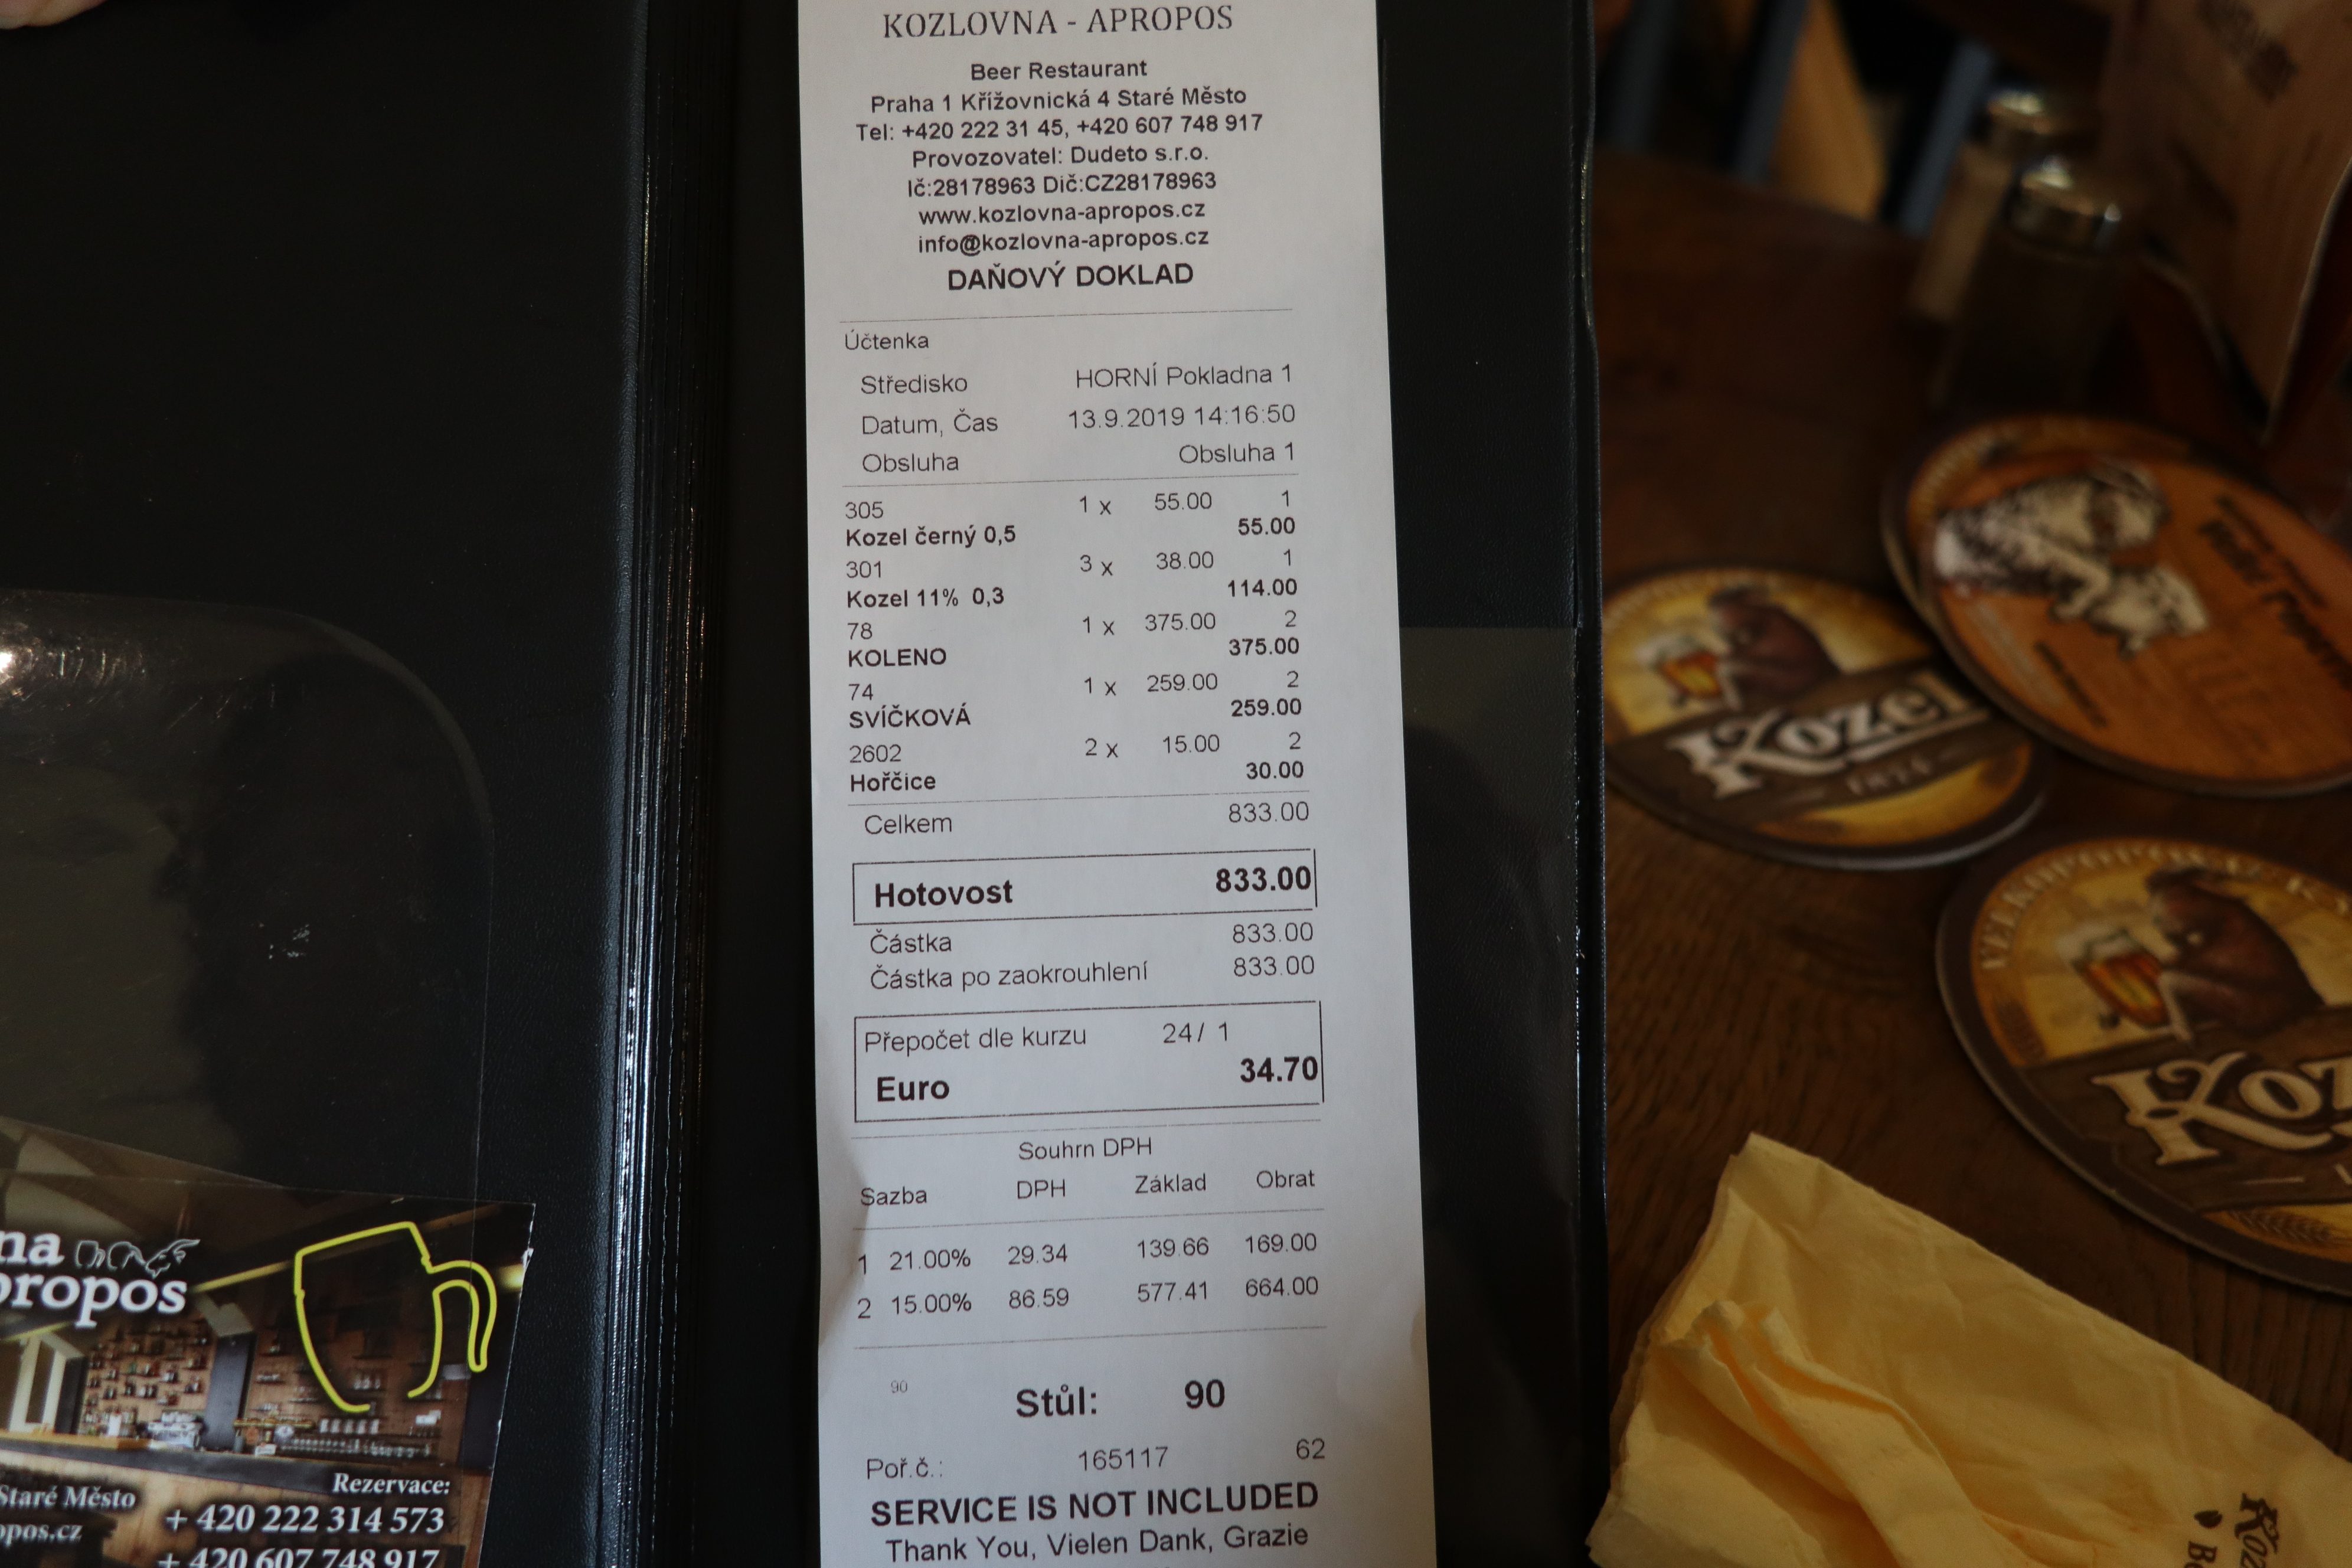 KOZLOVNA - APROPOS
Beer Restaurant
Praha 1 Křížovnická 4 Staré Město
Tel: +420 222 31 45, +420 607 748 917
Provozovatel: Dudeto s.r.o.
Ič:28178963 Dič:CZ28178963
www.kozlovna-apropos.cz
info@kozlovna-apropos.cz
DAŇOVÝ DOKLAD
Účtenka
Středisko HORNÍ Pokladna 1
Datum, Čas 13.9.2019 14:16:50
Obsluha Obsluha 1
305 1 x 55.00 1
Kozel černý 0,5 55.00
301 3 x 38.00 1
Kozel 11% 0,3 114.00
78 1 x 375.00 2
KOLENO 375.00
74 1 x 259.00 2
SVÍČKOVÁ 259.00
2602 2 x 15.00 2
Hořčice 30.00
Celkem 833.00
Hotovost 833.00
Částka 833.00
Částka po zaokrouhlení 833.00
Přepočet dle kurzu 24/ 1
Euro 34.70
Souhrn DPH
Sazba DPH Základ Obrat
1 21.00% 29.34 139.66 169.00
2 15.00% 86.59 577.41 664.00
90 Stůl: 90
Poř.č.: 165117 62
SERVICE IS NOT INCLUDED
Thank You, Vielen Dank, Grazie
na
propos
Rezervace:
Staré Město + 420 222 314 573
opos.cz + 420 607 748 917
Kozel
1874
Koz